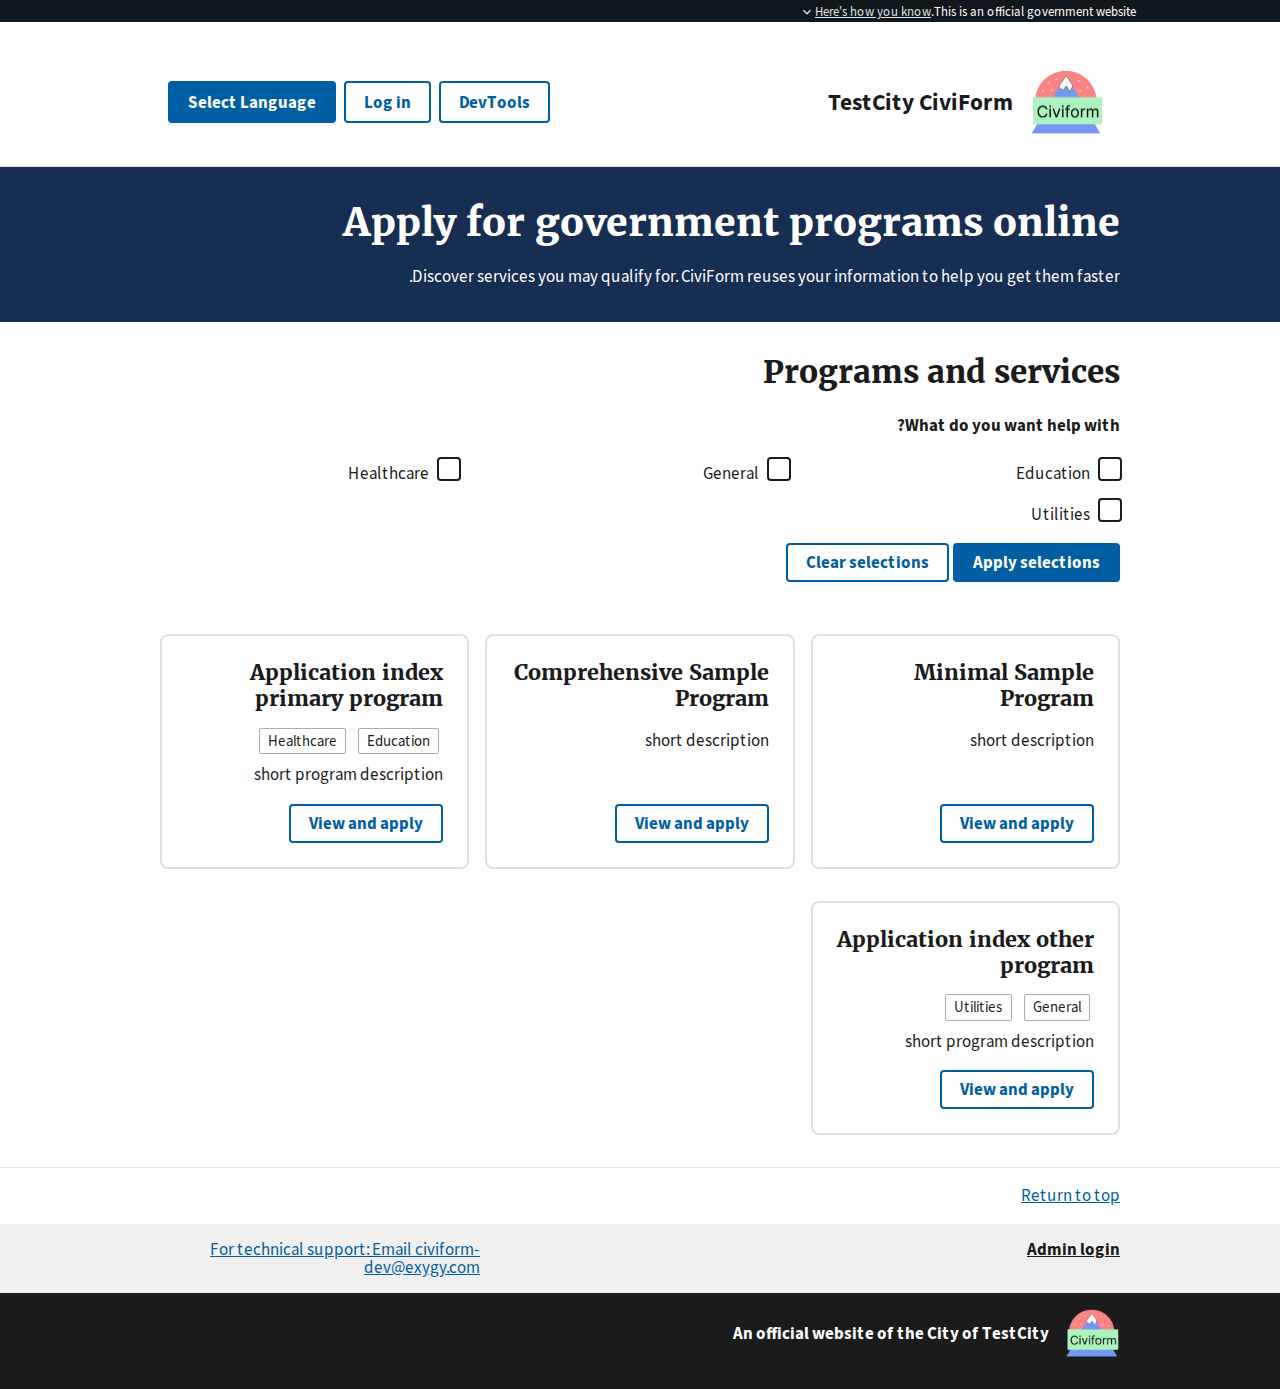 This is an official government website. Here's how you know
TestCity CiviForm
Civiform
Select Language
Log in
DevTools
Apply for government programs online
Discover services you may qualify for. CiviForm reuses your information to help you get them faster.
Programs and services
What do you want help with?
Education
General
Healthcare
Utilities
Apply selections
Clear selections
Minimal Sample
Program
short description
View and apply
Comprehensive Sample
Program
short description
View and apply
Application index
primary program
Education
Healthcare
short program description
View and apply
Application index other
program
General
Utilities
short program description
View and apply
Return to top
Admin login
For technical support: Email civiform-
dev@exygy.com
Civiform
An official website of the City of TestCity